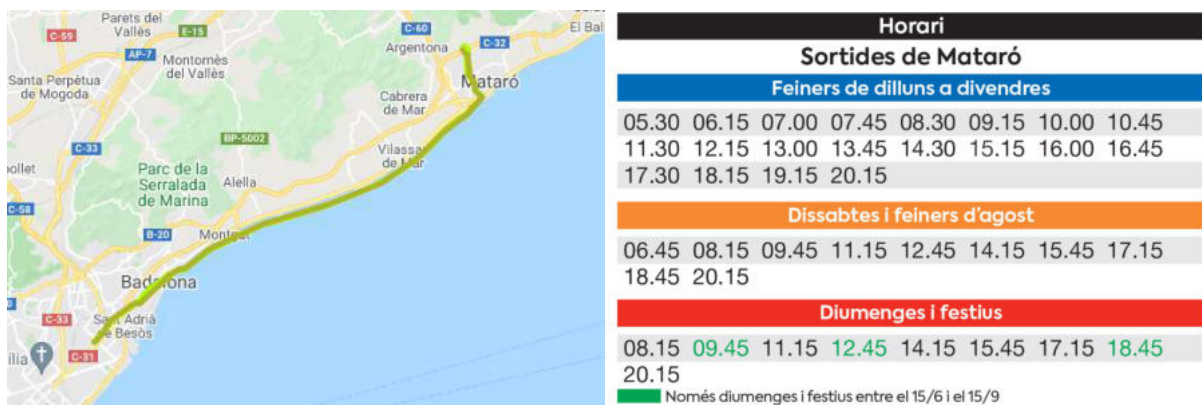 Parets del
Vallès
E-15
C-60
El Bal
C-59
Argentona
C-32
AP-7
Montornès
del Vallès
Santa Perpètua
de Mogoda
Mataró
Cabrera
de Mar
BP-5002
C-33
Vilassar
de Mar
ollet
Parc de la
Serralada
de Marina
Alella
C-58
B-20
Montgat
Badalona
C-33
Sant Adrià
de Besòs
ília
C-31
Horari
Sortides de Mataró
Feiners de dilluns a divendres
05.30 06.15 07.00 07.45 08.30 09.15 10.00 10.45
11.30 12.15 13.00 13.45 14.30 15.15 16.00 16.45
17.30 18.15 19.15 20.15
Dissabtes i feiners d'agost
06.45 08.15 09.45 11.15 12.45 14.15 15.45 17.15
18.45 20.15
Diumenges i festius
08.15 09.45 11.15 12.45 14.15 15.45 17.15 18.45
20.15
Només diumenges i festius entre el 15/6 i el 15/9